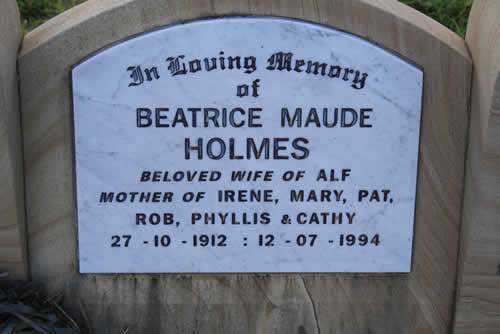 In Loving Memory
of
BEATRICE MAUDE
HOLMES
BELOVED WIFE OF ALF
MOTHER OF IRENE, MARY, PAT,
ROB, PHYLLIS & CATHY
27 - 10 - 1912 : 12 - 07 - 1994